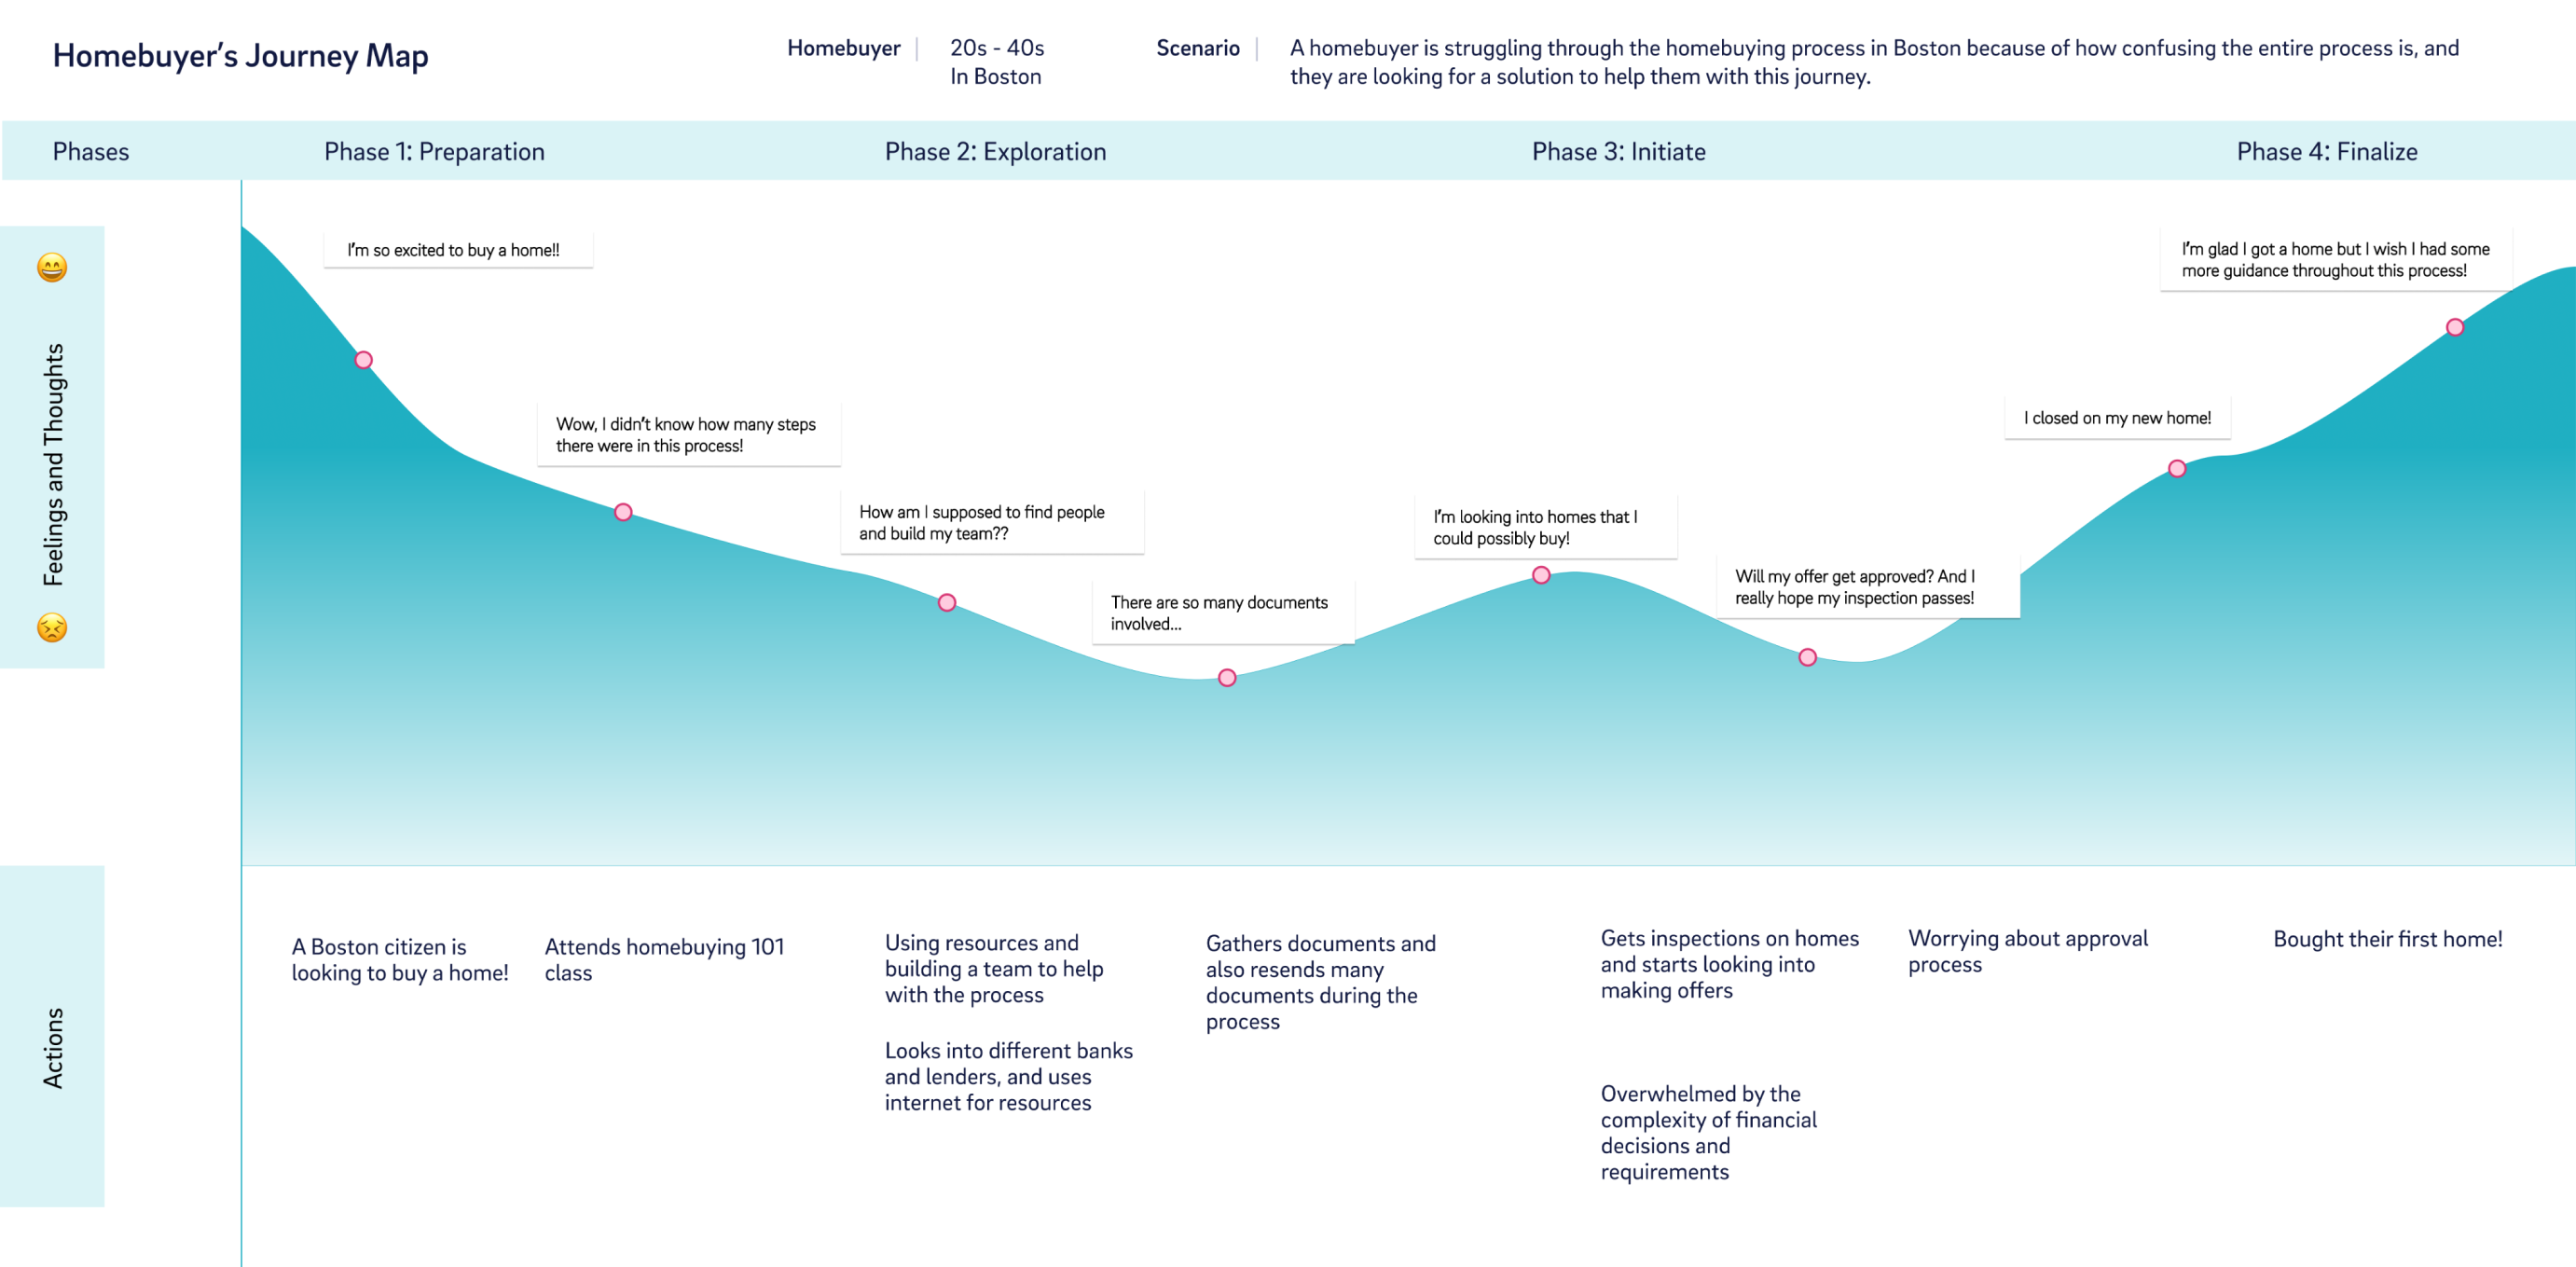 Homebuyer's Journey Map
Homebuyer
20s - 40s
In Boston
Scenario
A homebuyer is struggling through the homebuying process in Boston because of how confusing the entire process is, and
they are looking for a solution to help them with this journey.
Phases
Phase 1: Preparation
Phase 2: Exploration
Phase 3: Initiate
Phase 4: Finalize
Feelings and Thoughts
I'm so excited to buy a home!!
Wow, I didn't know how many steps
there were in this process!
How am I supposed to find people
and build my team??
There are so many documents
involved...
I'm looking into homes that I
could possibly buy!
Will my offer get approved? And I
really hope my inspection passes!
I closed on my new home!
I'm glad I got a home but I wish I had some
more guidance throughout this process!
Actions
A Boston citizen is
looking to buy a home!
Attends homebuying 101
class
Using resources and
building a team to help
with the process
Looks into different banks
and lenders, and uses
internet for resources
Gathers documents and
also resends many
documents during the
process
Gets inspections on homes
and starts looking into
making offers
Overwhelmed by the
complexity of financial
decisions and
requirements
Worrying about approval
process
Bought their first home!